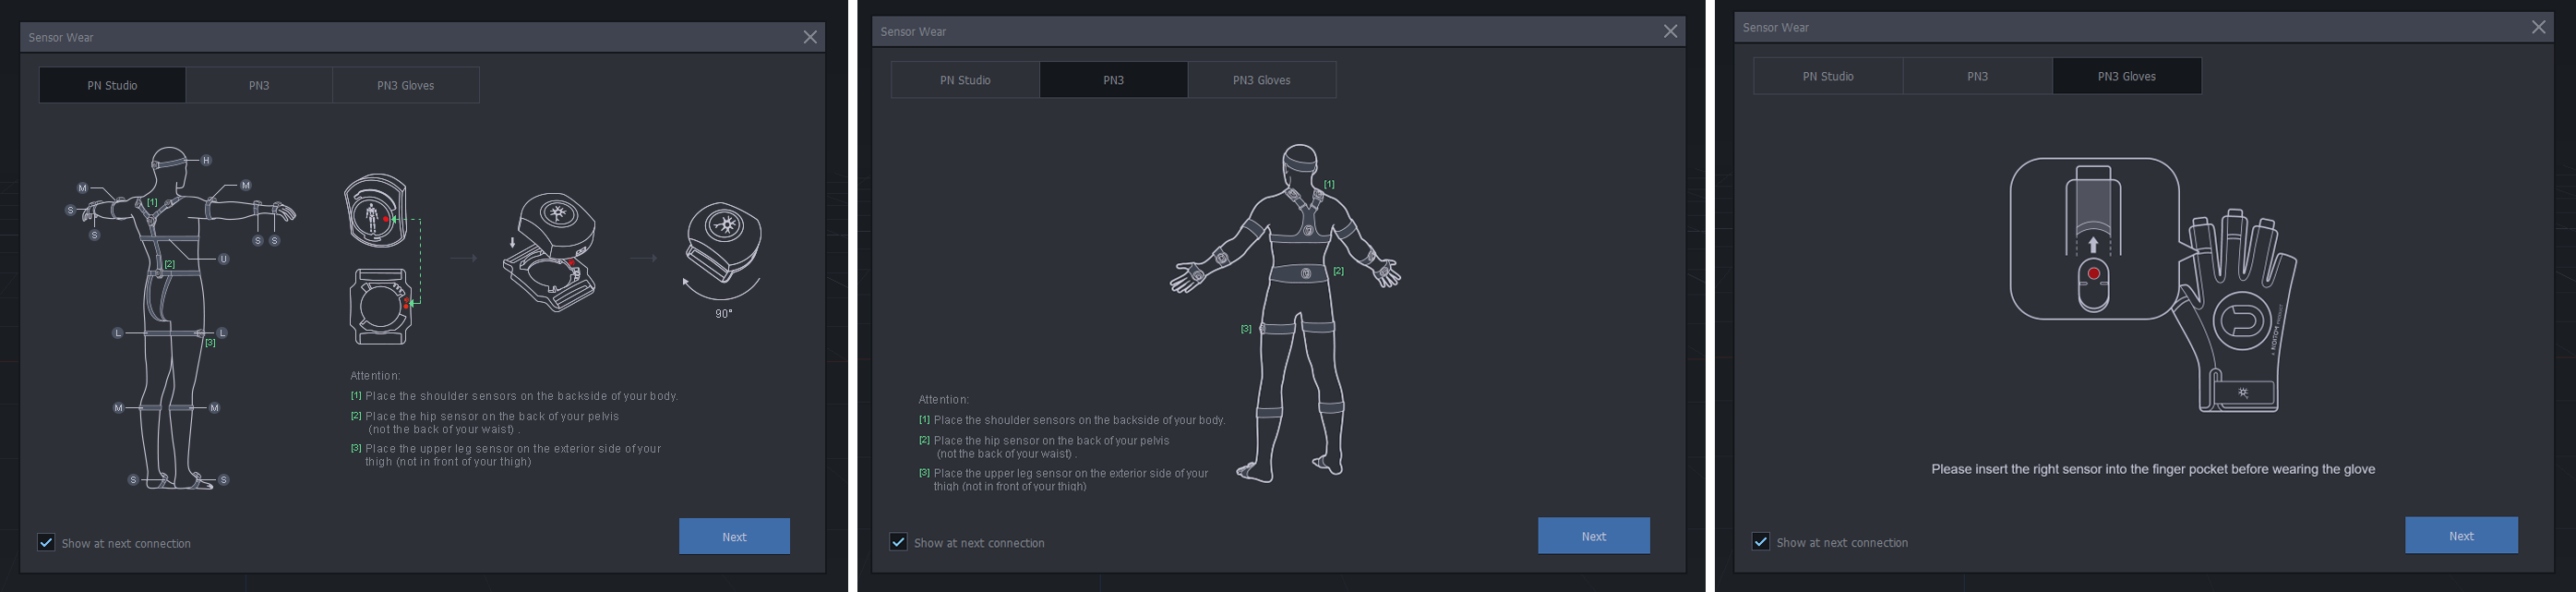 Sensor Wear
PN Studio
PN3
PN3 Gloves
H
M
M
[1]
S
S
S
S
U
[2]
L
L
[3]
M
M
S
S
90°
Attention:
[1] Place the shoulder sensors on the backside of your body.
[2] Place the hip sensor on the back of your pelvis
(not the back of your waist) .
[3] Place the upper leg sensor on the exterior side of your
thigh (not in front of your thigh)
Show at next connection
Next
Sensor Wear
PN Studio
PN3
PN3 Gloves
[1]
[2]
[3]
Attention:
[1] Place the shoulder sensors on the backside of your body.
[2] Place the hip sensor on the back of your pelvis
(not the back of your waist) .
[3] Place the upper leg sensor on the exterior side of your
thigh (not in front of your thigh)
Show at next connection
Next
Sensor Wear
PN Studio
PN3
PN3 Gloves
Please insert the right sensor into the finger pocket before wearing the glove
Show at next connection
Next